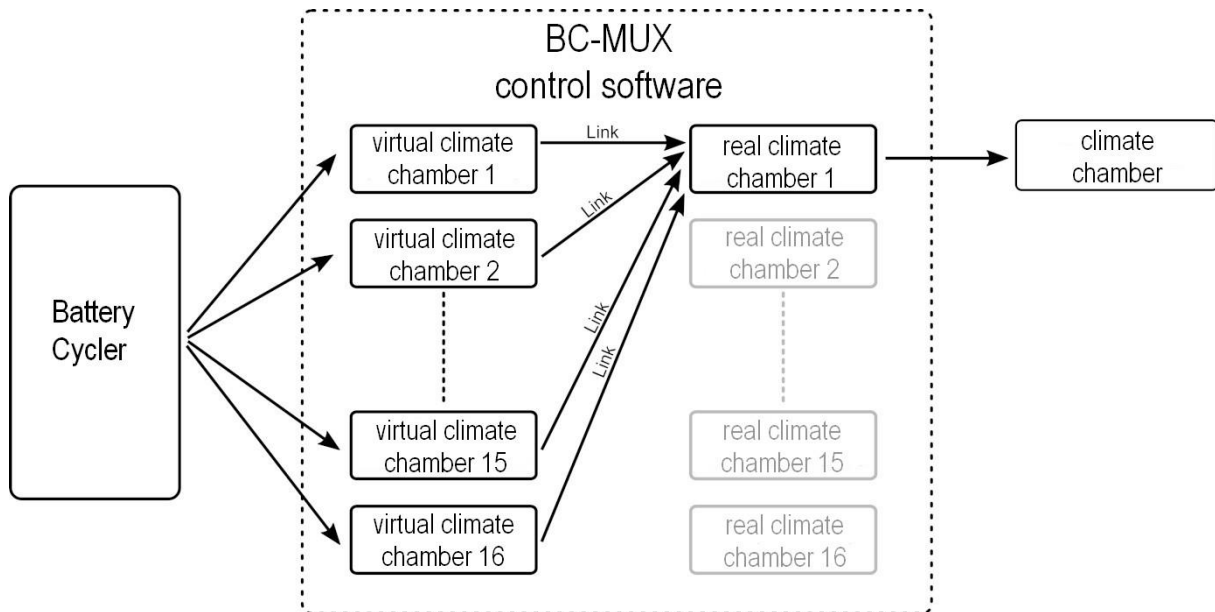 BC-MUX
control software
Battery
Cycler
virtual climate
chamber 1
virtual climate
chamber 2
virtual climate
chamber 15
virtual climate
chamber 16
Link
Link
Link
Link
real climate
chamber 1
real climate
chamber 2
real climate
chamber 15
real climate
chamber 16
climate
chamber